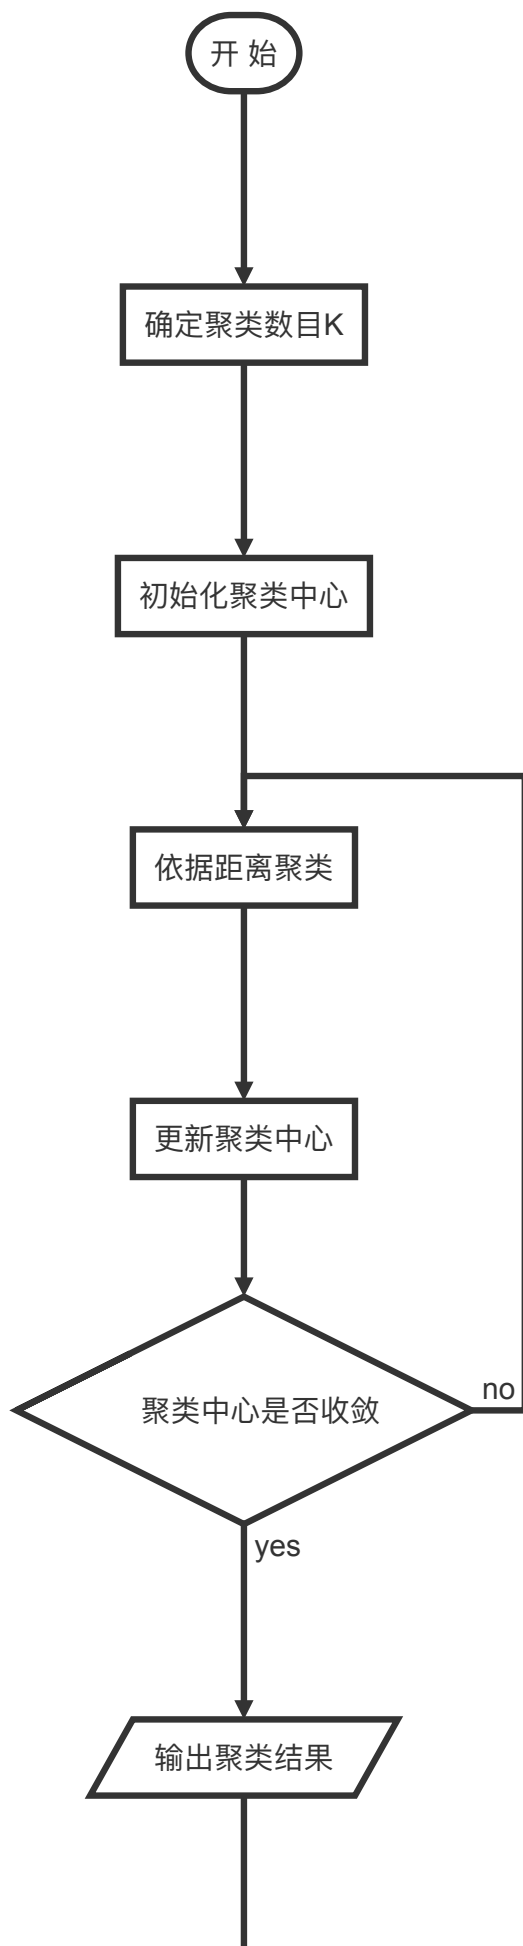 开 始
确定聚类数目K
初始化聚类中心
依据距离聚类
更新聚类中心
聚类中心是否收敛
no
yes
输出聚类结果